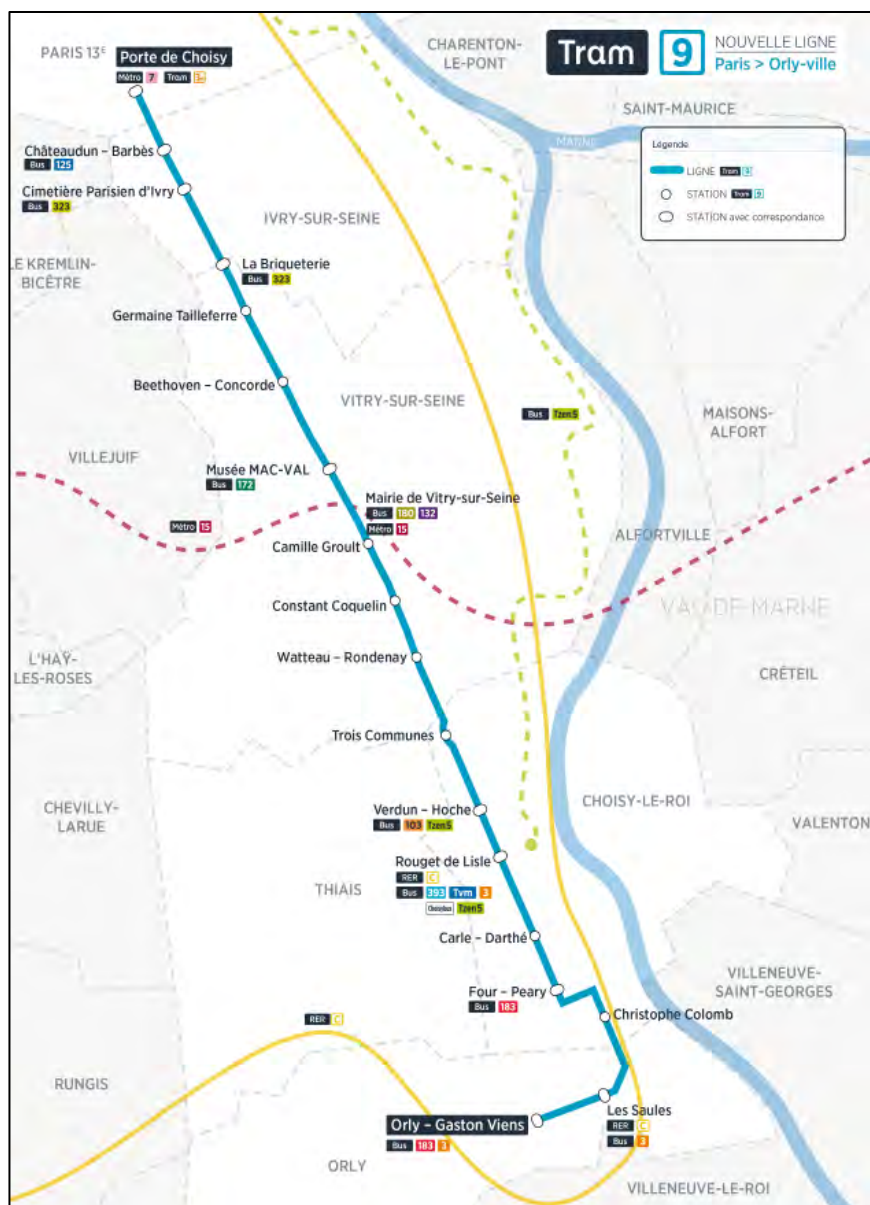 PARIS 13E
Porte de Choisy
Métro 7 Tram 3a
CHARENTON-
LE-PONT
Tram 9
NOUVELLE LIGNE
Paris > Orly-ville
SAINT-MAURICE
MARNE
Légende
LIGNE Tram 9
STATION Tram 9
STATION avec correspondance
Châteaudun – Barbès
Bus 125
Cimetière Parisien d'Ivry
Bus 323
IVRY-SUR-SEINE
LE KREMLIN-
BICÊTRE
La Briqueterie
Bus 323
Germaine Tailleferre
Beethoven – Concorde
VITRY-SUR-SEINE
Bus Tzen5
MAISONS-
ALFORT
VILLEJUIF
Musée MAC-VAL
Bus 172
Mairie de Vitry-sur-Seine
Bus 180 132
Métro 15
Métro 15
ALFORTVILLE
Camille Groult
Constant Coquelin
VAL-DE-MARNE
Watteau – Rondenay
L'HAŸ-
LES-ROSES
CRÉTEIL
Trois Communes
CHEVILLY-
LARUE
CHOISY-LE-ROI
VALENTON
Verdun – Hoche
Bus 103 Tzen5
Rouget de Lisle
RER C
Bus 393 Tvm 3
Choisybus Tzen5
THIAIS
Carle – Darthé
VILLENEUVE-
SAINT-GEORGES
Four – Peary
Bus 183
Christophe Colomb
RER C
RUNGIS
Les Saules
RER C
Bus 3
Orly – Gaston Viens
Bus 183 3
ORLY
VILLENEUVE-LE-ROI